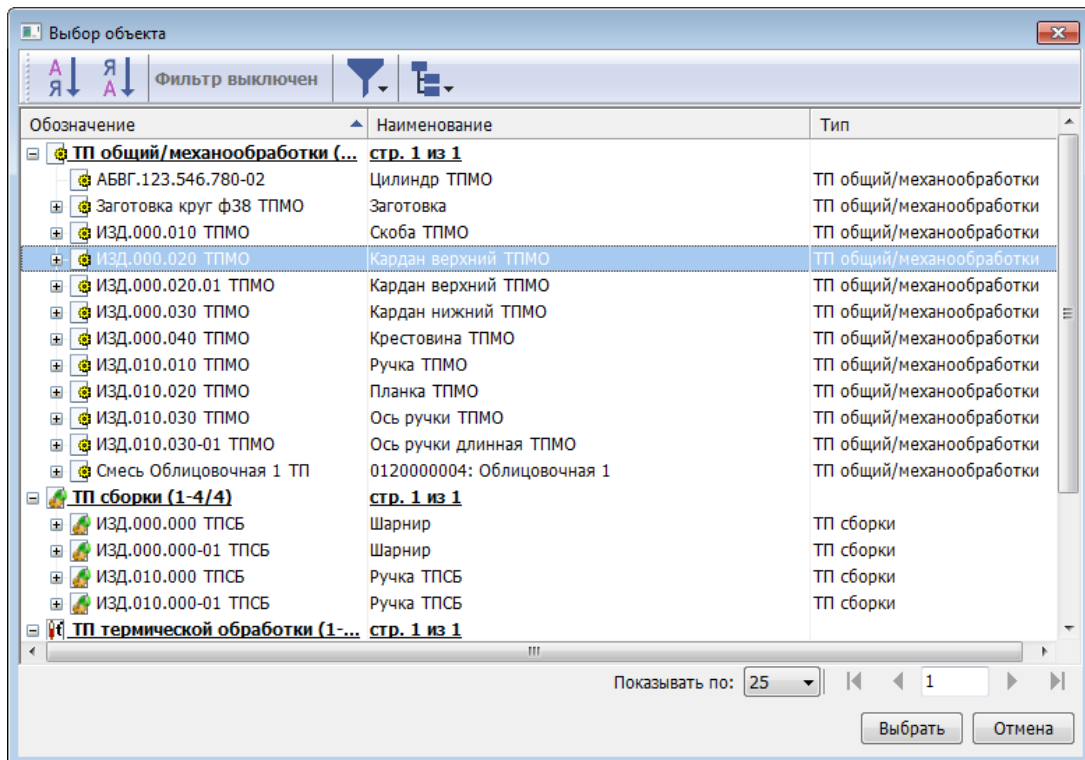 Выбор объекта
А Я Я А Фильтр выключен
Обозначение Наименование Тип
ТП общий/механообработки (... стр. 1 из 1
АБВГ.123.546.780-02 Цилиндр ТПМО ТП общий/механообработки
Заготовка круг ф38 ТПМО Заготовка ТП общий/механообработки
ИЗД.000.010 ТПМО Скоба ТПМО ТП общий/механообработки
ИЗД.000.020 ТПМО Кардан верхний ТПМО ТП общий/механообработки
ИЗД.000.020.01 ТПМО Кардан верхний ТПМО ТП общий/механообработки
ИЗД.000.030 ТПМО Кардан нижний ТПМО ТП общий/механообработки
ИЗД.000.040 ТПМО Крестовина ТПМО ТП общий/механообработки
ИЗД.010.010 ТПМО Ручка ТПМО ТП общий/механообработки
ИЗД.010.020 ТПМО Планка ТПМО ТП общий/механообработки
ИЗД.010.030 ТПМО Ось ручки ТПМО ТП общий/механообработки
ИЗД.010.030-01 ТПМО Ось ручки длинная ТПМО ТП общий/механообработки
Смесь Облицовочная 1 ТП 0120000004: Облицовочная 1 ТП общий/механообработки
ТП сборки (1-4/4) стр. 1 из 1
ИЗД.000.000 ТПСБ Шарнир ТП сборки
ИЗД.000.000-01 ТПСБ Шарнир ТП сборки
ИЗД.010.000 ТПСБ Ручка ТПСБ ТП сборки
ИЗД.010.000-01 ТПСБ Ручка ТПСБ ТП сборки
ТП термической обработки (1-... стр. 1 из 1
Показывать по: 25 1
Выбрать Отмена